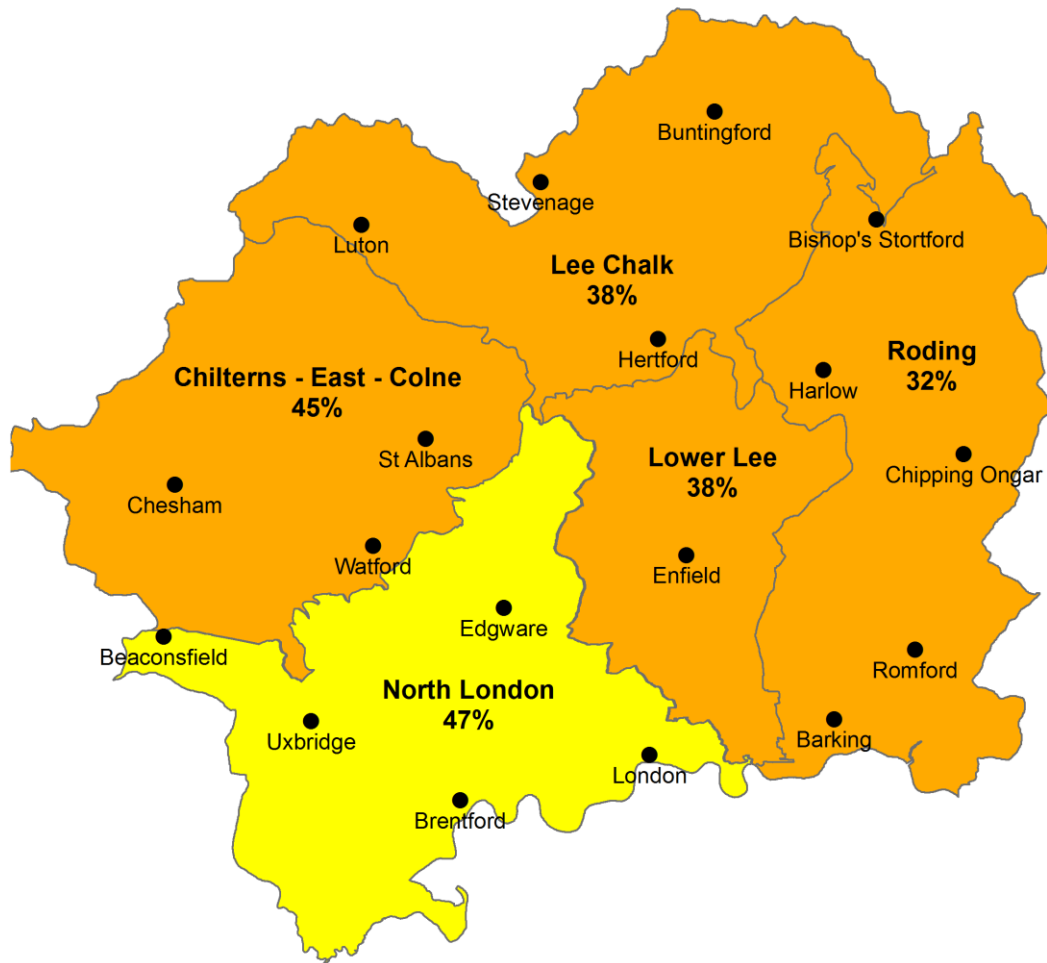 Buntingford
Stevenage
Bishop's Stortford
Luton
Lee Chalk
38%
Hertford
Roding
32%
Harlow
Chilterns - East - Colne
45%
St Albans
Lower Lee
38%
Chipping Ongar
Chesham
Watford
Enfield
Edgware
Beaconsfield
Romford
North London
47%
Uxbridge
Barking
London
Brentford